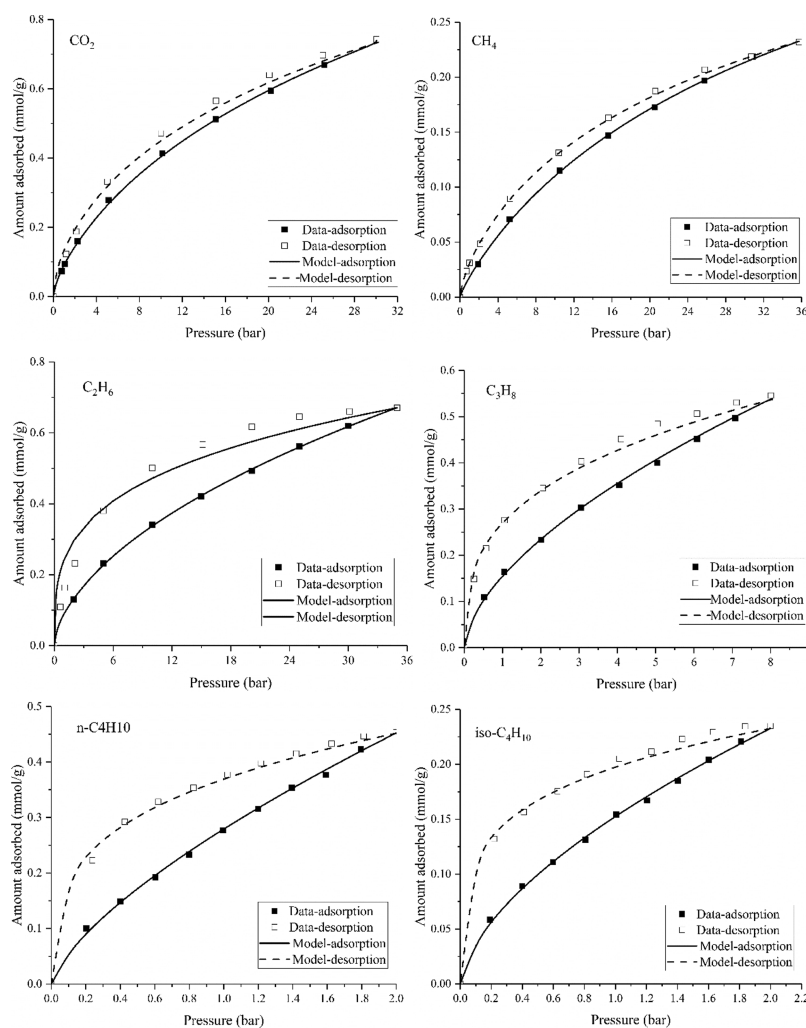 CO2
Amount adsorbed (mmol/g)
0.8
0.6
0.4
0.2
0.0
0 4 8 12 16 20 24 28 32
Pressure (bar)
Data-adsorption
Data-desorption
Model-adsorption
Model-desorption
CH4
Amount adsorbed (mmol/g)
0.25
0.20
0.15
0.10
0.05
0.00
0 4 8 12 16 20 24 28 32 36
Pressure (bar)
Data-adsorption
Data-desorption
Model-adsorption
Model-desorption
C2H6
Amount adsorbed (mmol/g)
0.8
0.6
0.4
0.2
0.0
0 6 12 18 24 30 36
Pressure (bar)
Data-adsorption
Data-desorption
Model-adsorption
Model-desorption
C3H8
Amount adsorbed (mmol/g)
0.6
0.5
0.4
0.3
0.2
0.1
0.0
0 1 2 3 4 5 6 7 8 9
Pressure (bar)
Data-adsorption
Data-desorption
Model-adsorption
Model-desorption
n-C4H10
Amount adsorbed (mmol/g)
0.5
0.4
0.3
0.2
0.1
0.0
0.0 0.2 0.4 0.6 0.8 1.0 1.2 1.4 1.6 1.8 2.0
Pressure (bar)
Data-adsorption
Data-desorption
Model-adsorption
Model-desorption
iso-C4H10
Amount adsorbed (mmol/g)
0.25
0.20
0.15
0.10
0.05
0.00
0.0 0.2 0.4 0.6 0.8 1.0 1.2 1.4 1.6 1.8 2.0 2.2
Pressure (bar)
Data-adsorption
Data-desorption
Model-adsorption
Model-desorption